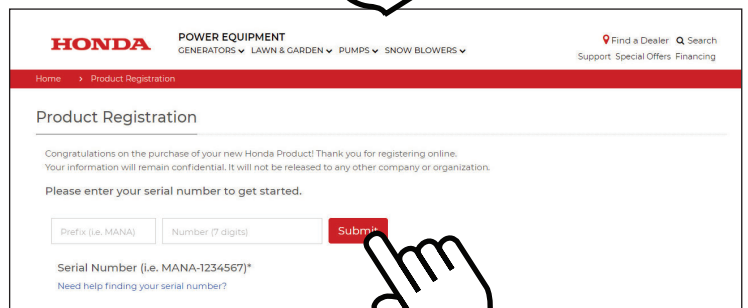 HONDA
POWER EQUIPMENT
GENERATORS LAWN & GARDEN PUMPS SNOW BLOWERS
Find a Dealer Search
Support Special Offers Financing
Home > Product Registration
Product Registration
Congratulations on the purchase of your new Honda Product! Thank you for registering online.
Your information will remain confidential. It will not be released to any other company or organization.
Please enter your serial number to get started.
Prefix (i.e. MANA) Number (7 digits) Submit
Serial Number (i.e. MANA-1234567)*
Need help finding your serial number?